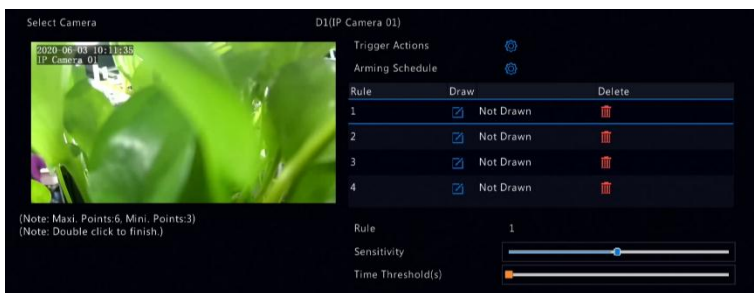 Select Camera D1(IP Camera 01)
2020-06-03 10:11:35
IP Camera 01
Trigger Actions
Arming Schedule
Rule Draw Delete
1 Not Drawn
2 Not Drawn
3 Not Drawn
4 Not Drawn
(Note: Maxi. Points:6, Mini. Points:3)
(Note: Double click to finish.)
Rule 1
Sensitivity
Time Threshold(s)